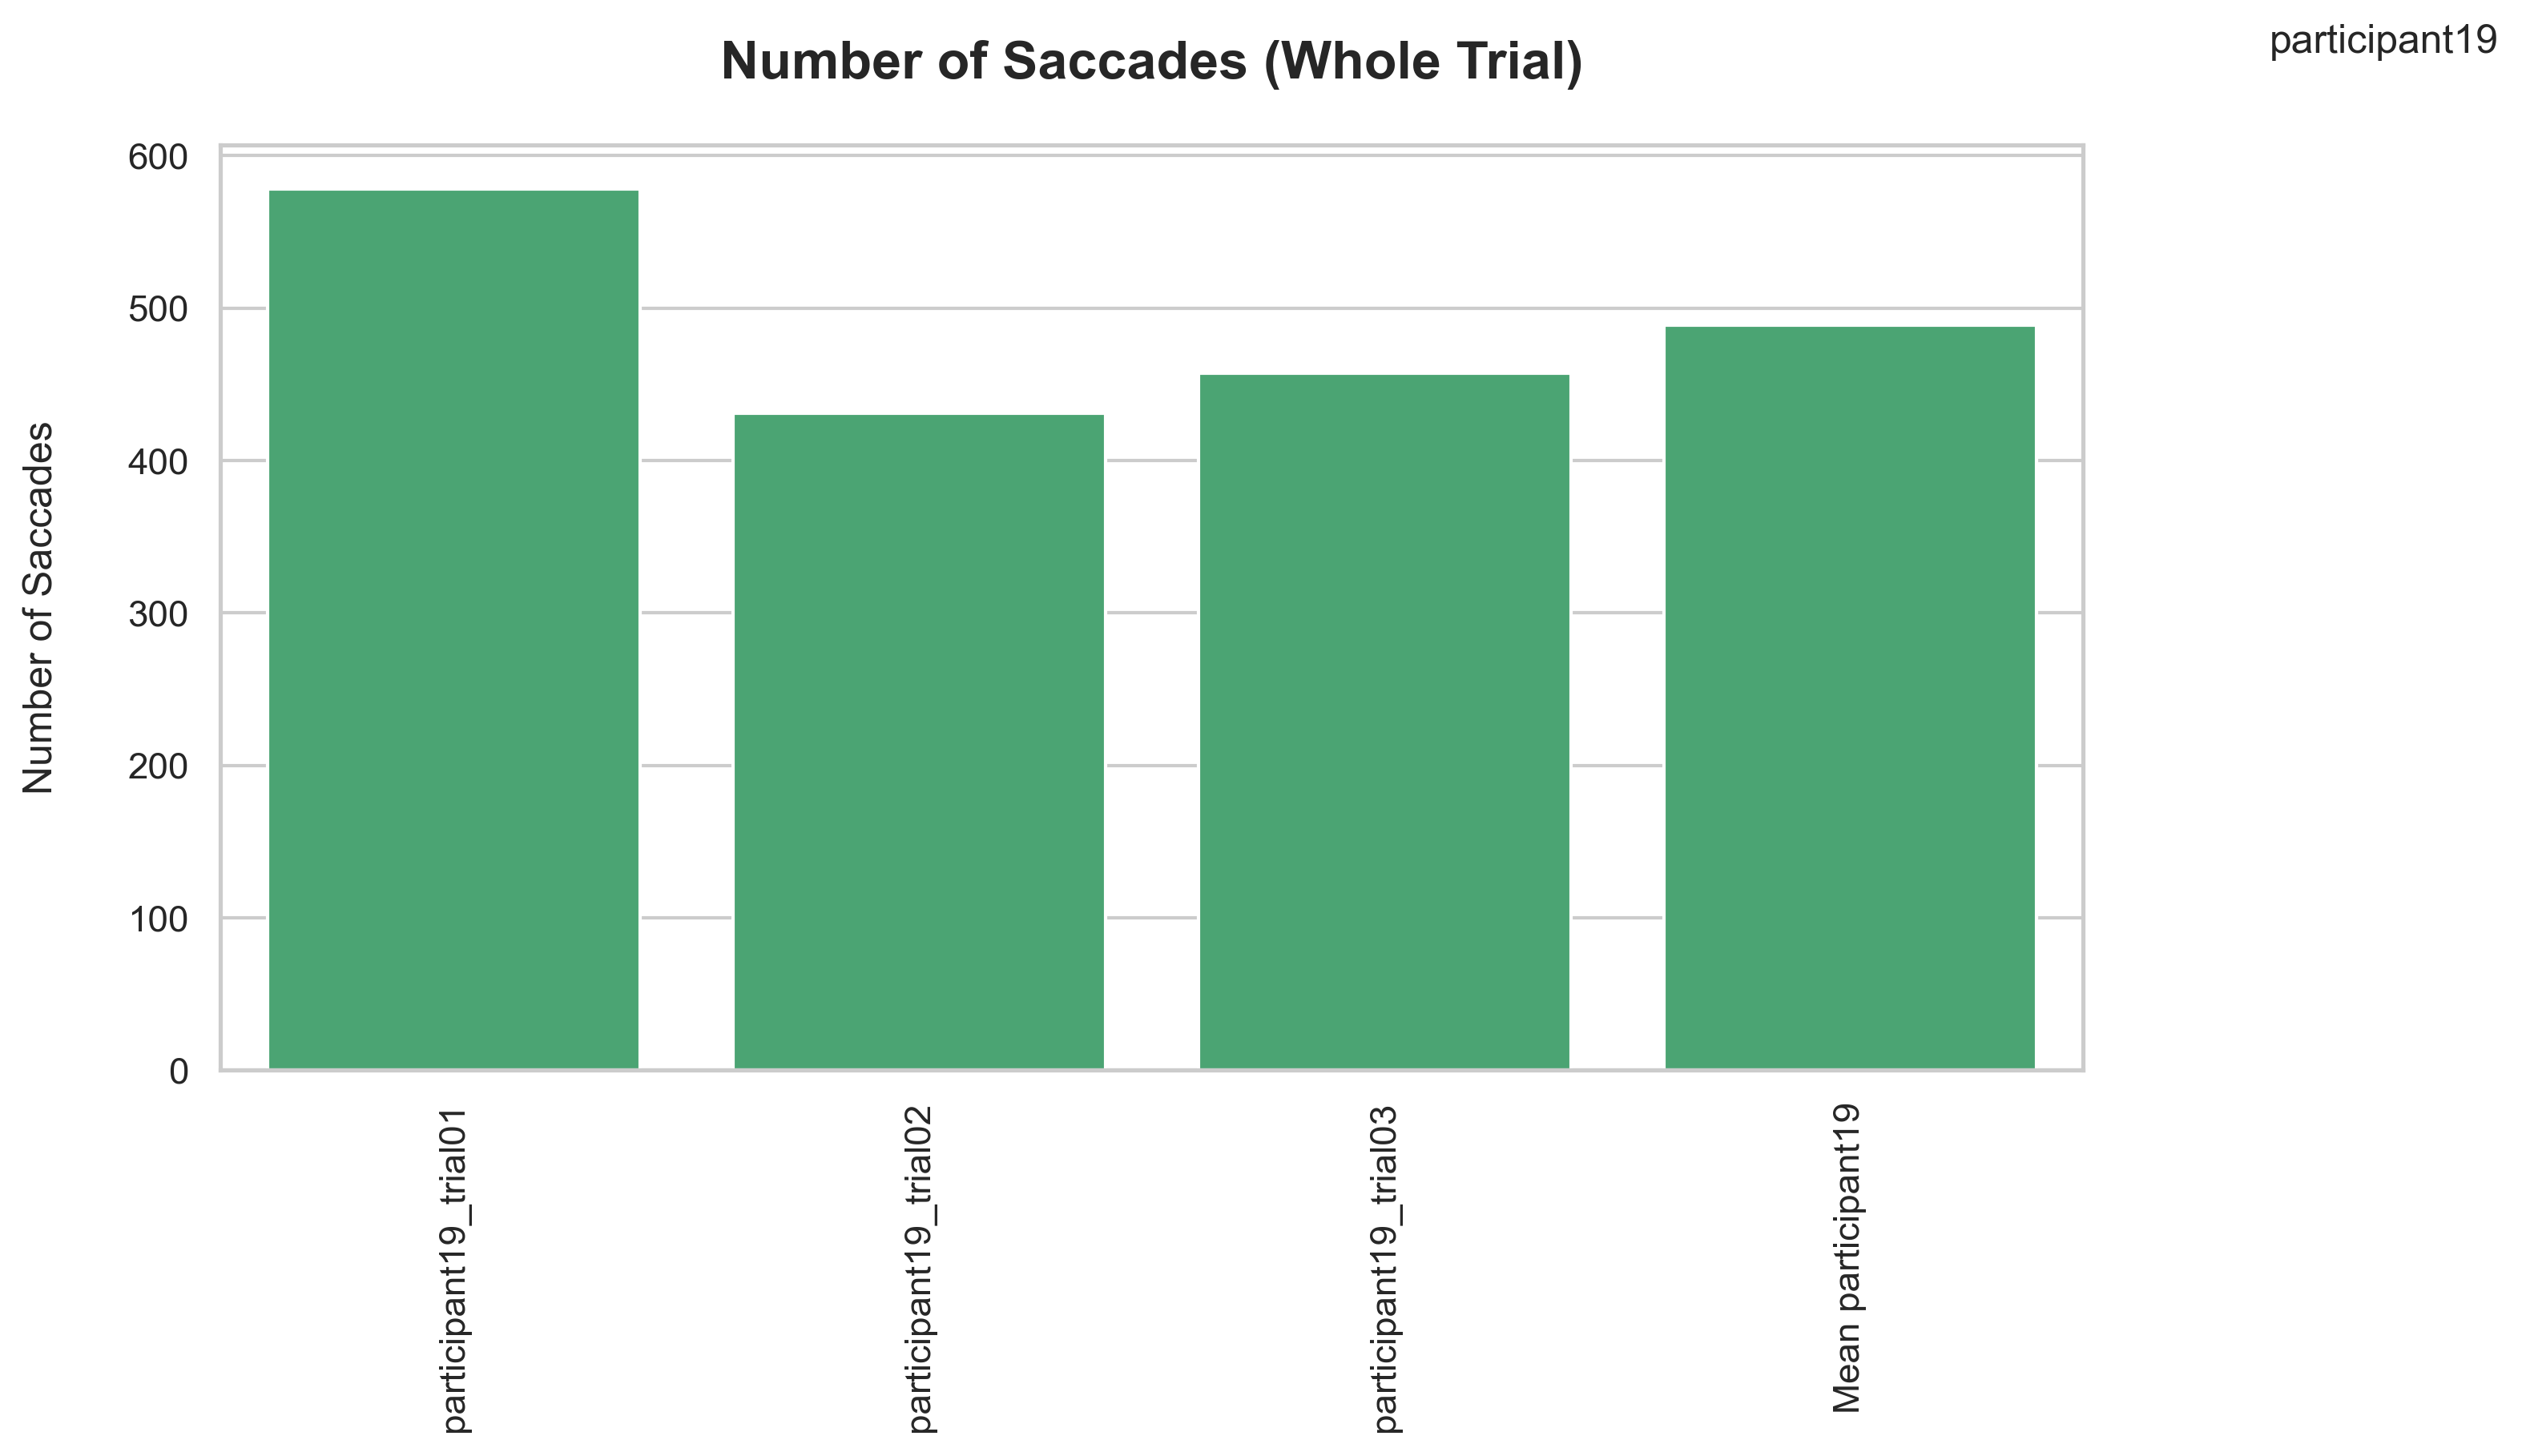 participant19
Number of Saccades (Whole Trial)
Number of Saccades
600
500
400
300
200
100
0
participant19_trial01
participant19_trial02
participant19_trial03
Mean participant19